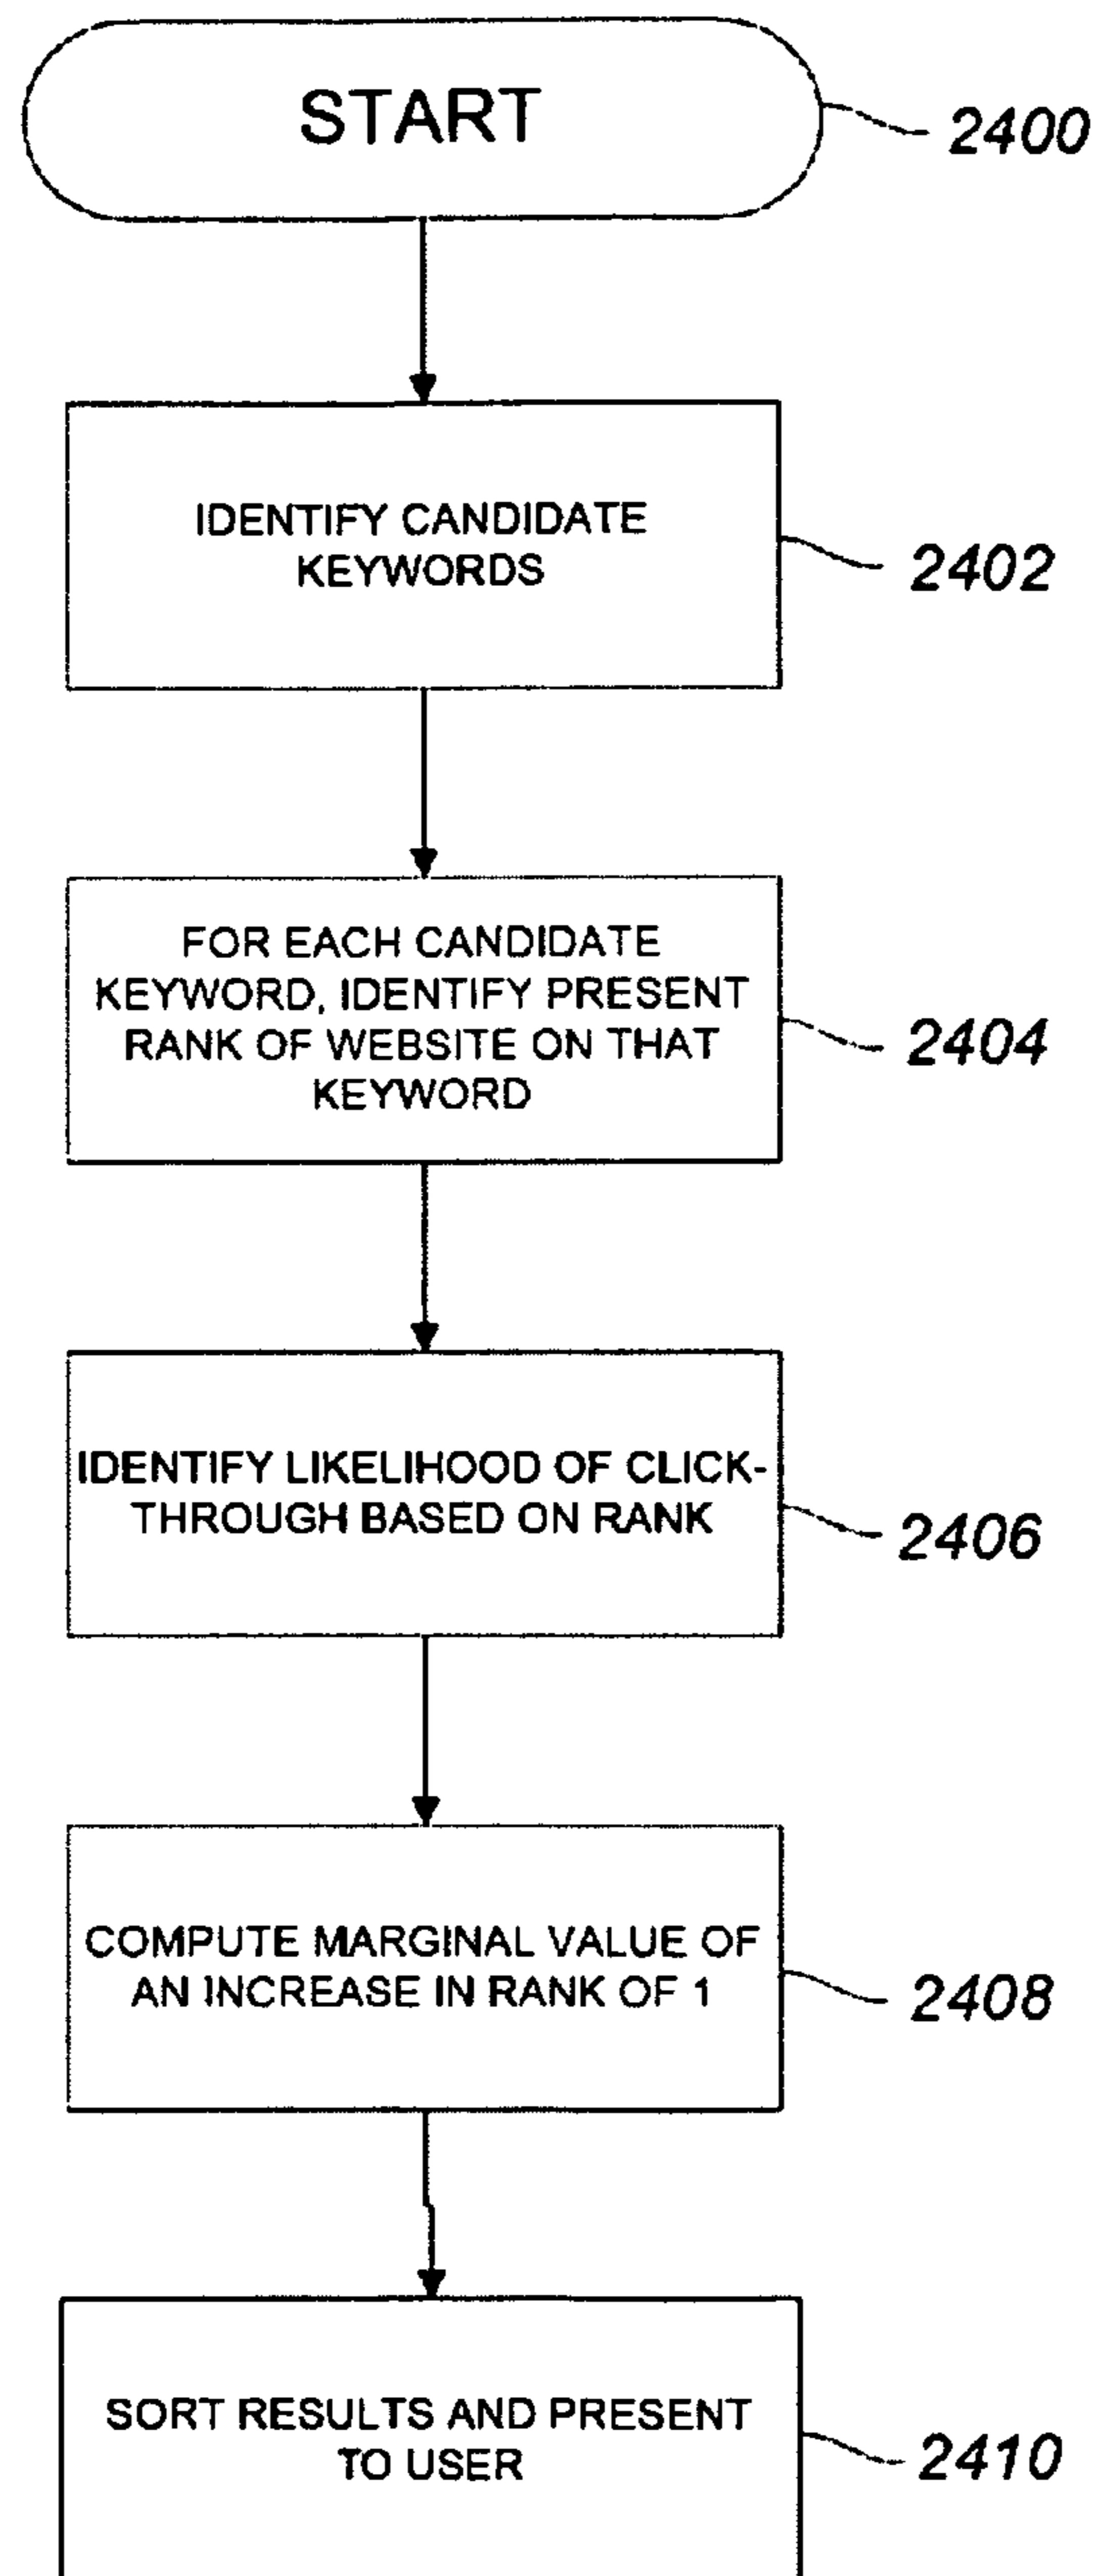 START
2400
IDENTIFY CANDIDATE
KEYWORDS
2402
FOR EACH CANDIDATE
KEYWORD, IDENTIFY PRESENT
RANK OF WEBSITE ON THAT
KEYWORD
2404
IDENTIFY LIKELIHOOD OF CLICK-
THROUGH BASED ON RANK
2406
COMPUTE MARGINAL VALUE OF
AN INCREASE IN RANK OF 1
2408
SORT RESULTS AND PRESENT
TO USER
2410